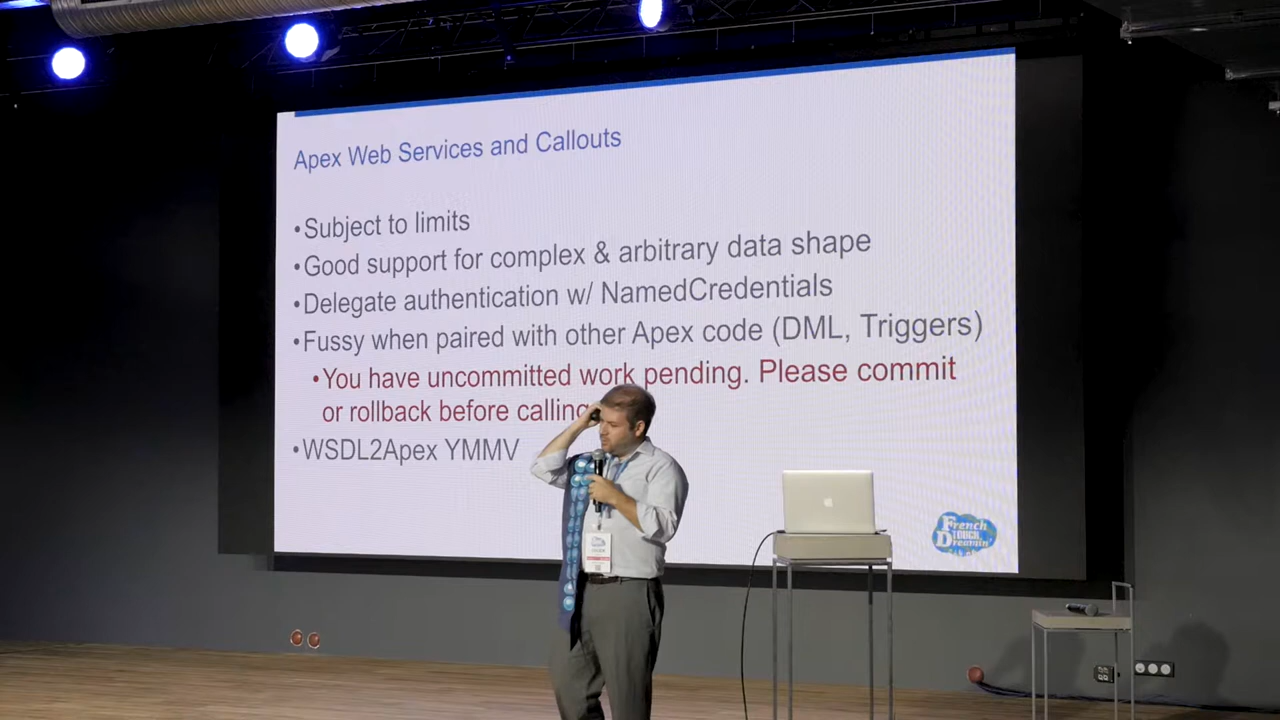 Apex Web Services and Callouts
•Subject to limits
•Good support for complex & arbitrary data shape
•Delegate authentication w/ NamedCredentials
•Fussy when paired with other Apex code (DML, Triggers)
•You have uncommitted work pending. Please commit
or rollback before calling
•WSDL2Apex YMMV
French
TOUCH
Dreamin'